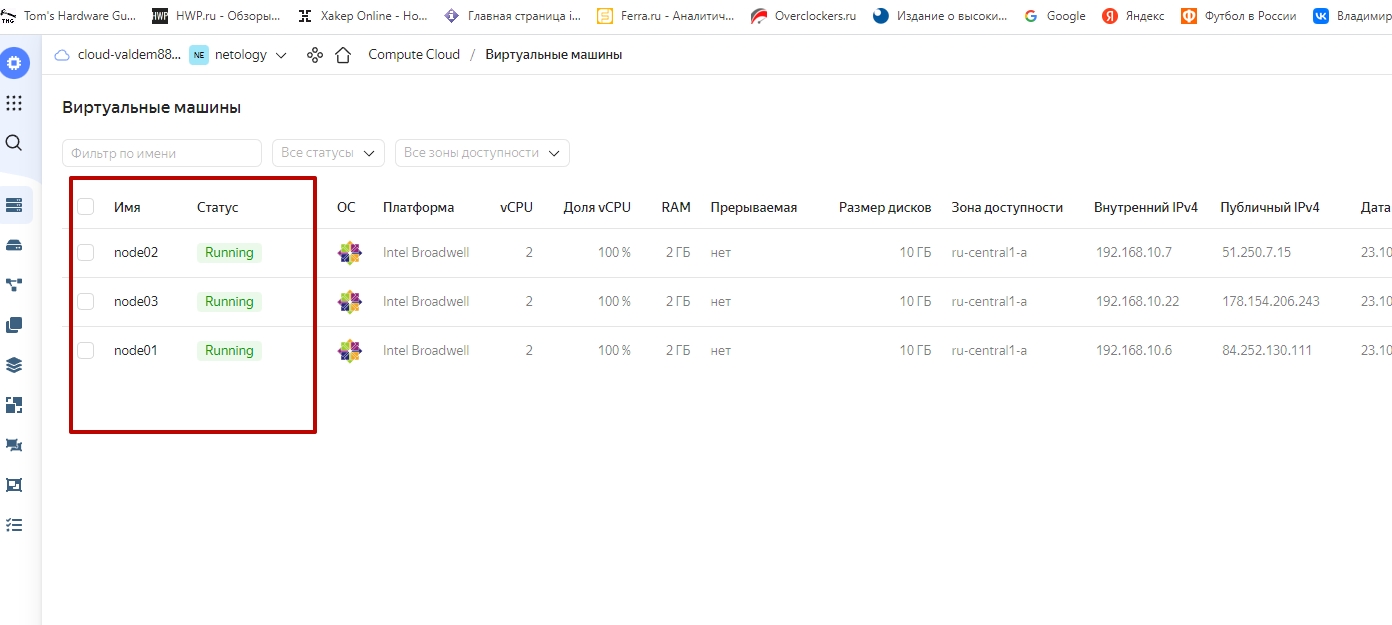 Tom's Hardware Gu... HWP HWP.ru - Обзоры... Xakep Online - Но... Главная страница i... Ferra.ru - Аналитич... Overclockers.ru Издание о высоки... Google Яндекс Футбол в России Владимир
cloud-valdem88... NE netology Compute Cloud / Виртуальные машины
Виртуальные машины
Фильтр по имени Все статусы Все зоны доступности
Имя Статус ОС Платформа vCPU Доля vCPU RAM Прерываемая Размер дисков Зона доступности Внутренний IPv4 Публичный IPv4 Дата
node02 Running Intel Broadwell 2 100 % 2 ГБ нет 10 ГБ ru-central1-a 192.168.10.7 51.250.7.15 23.10
node03 Running Intel Broadwell 2 100 % 2 ГБ нет 10 ГБ ru-central1-a 192.168.10.22 178.154.206.243 23.10
node01 Running Intel Broadwell 2 100 % 2 ГБ нет 10 ГБ ru-central1-a 192.168.10.6 84.252.130.111 23.10